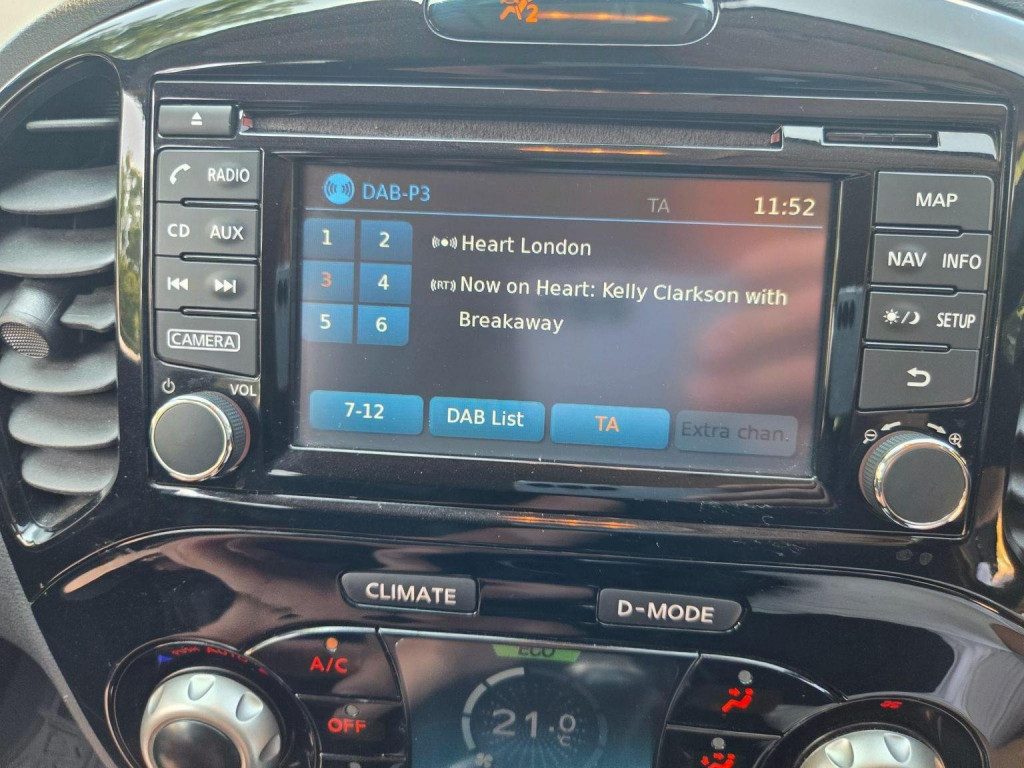 2
RADIO
CD AUX
CAMERA
VOL
DAB-P3
TA
11:52
1 2
3 4
5 6
Heart London
(RT) Now on Heart: Kelly Clarkson with
Breakaway
7-12
DAB List
TA
Extra chan.
MAP
NAV INFO
SETUP
CLIMATE
D-MODE
A/C
OFF
ECO
21.0
°C